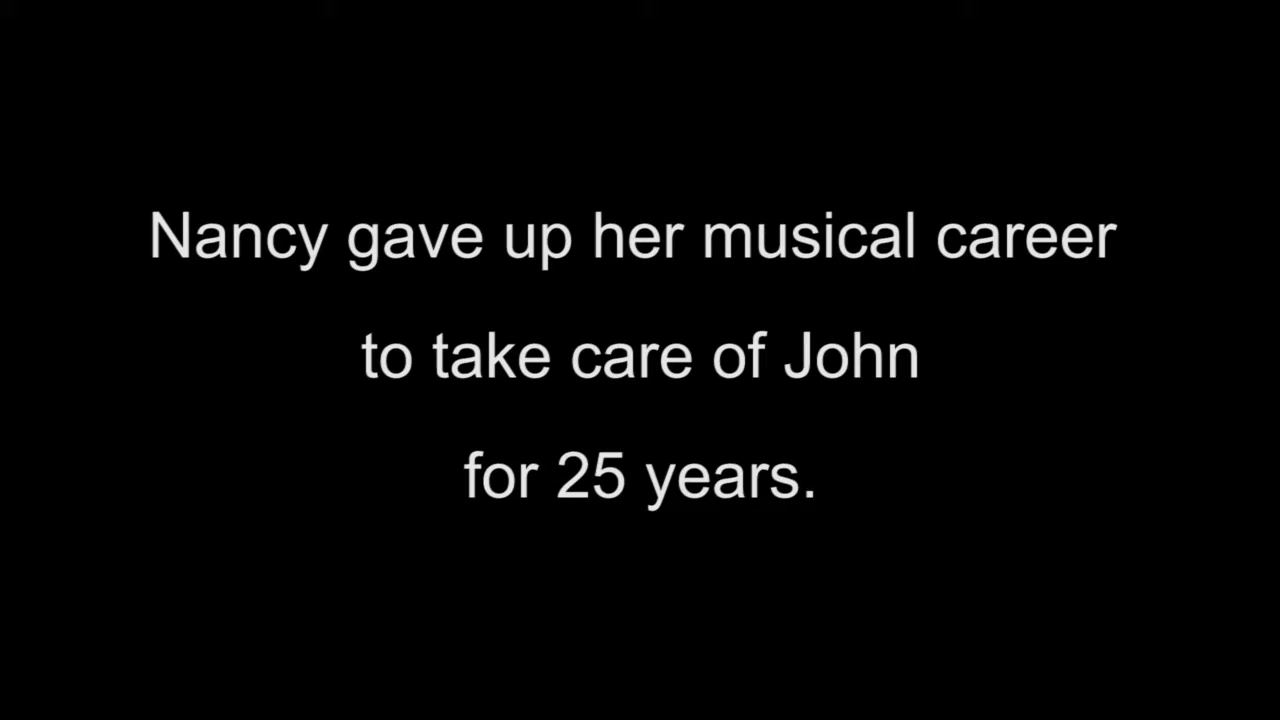 Nancy gave up her musical career
to take care of John
for 25 years.